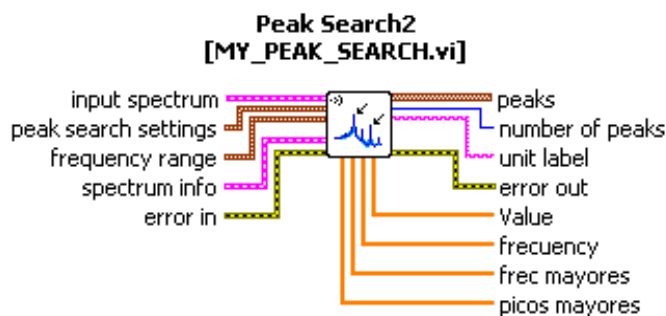 Peak Search2
[MY_PEAK_SEARCH.vi]
input spectrum
peak search settings
frequency range
spectrum info
error in
peaks
number of peaks
unit label
error out
Value
frecuency
frec mayores
picos mayores